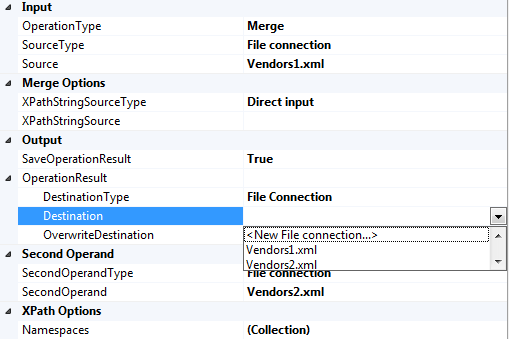 Input
OperationType Merge
SourceType File connection
Source Vendors1.xml
Merge Options
XPathStringSourceType Direct input
XPathStringSource
Output
SaveOperationResult True
OperationResult
DestinationType File Connection
Destination
OverwriteDestination <New File connection...>
Vendors1.xml
Second Operand Vendors2.xml
SecondOperandType File connection
SecondOperand Vendors2.xml
XPath Options
Namespaces (Collection)